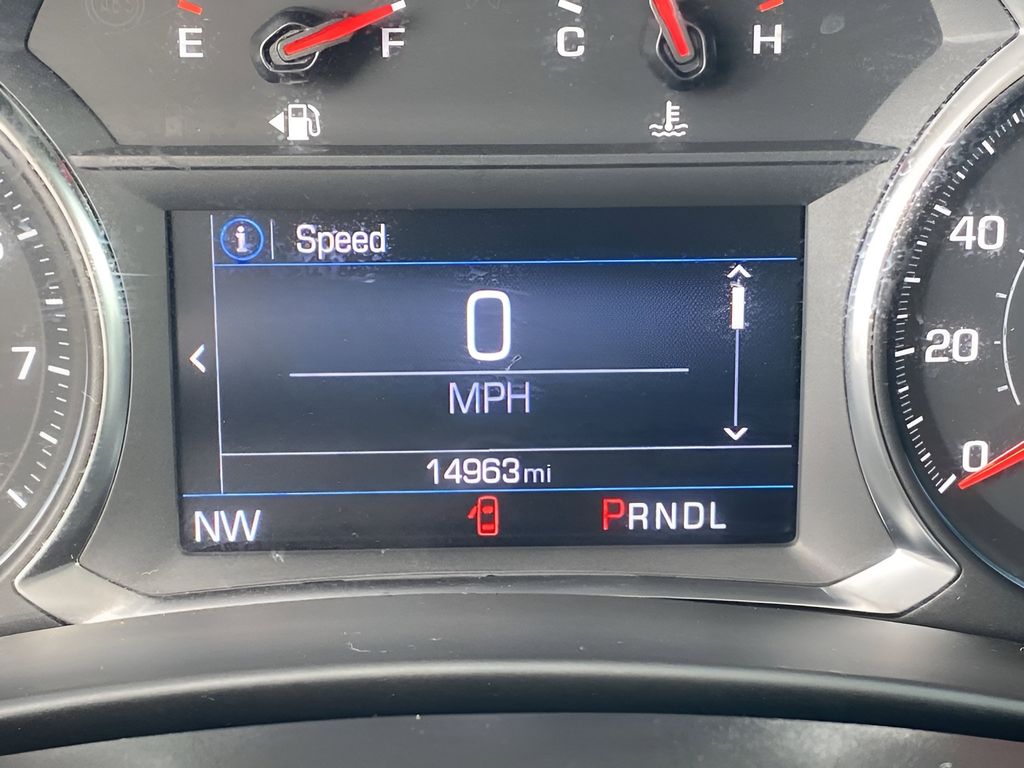 E F C H
i Speed
0
MPH
14963mi
NW PRNDL
7
40
20
0